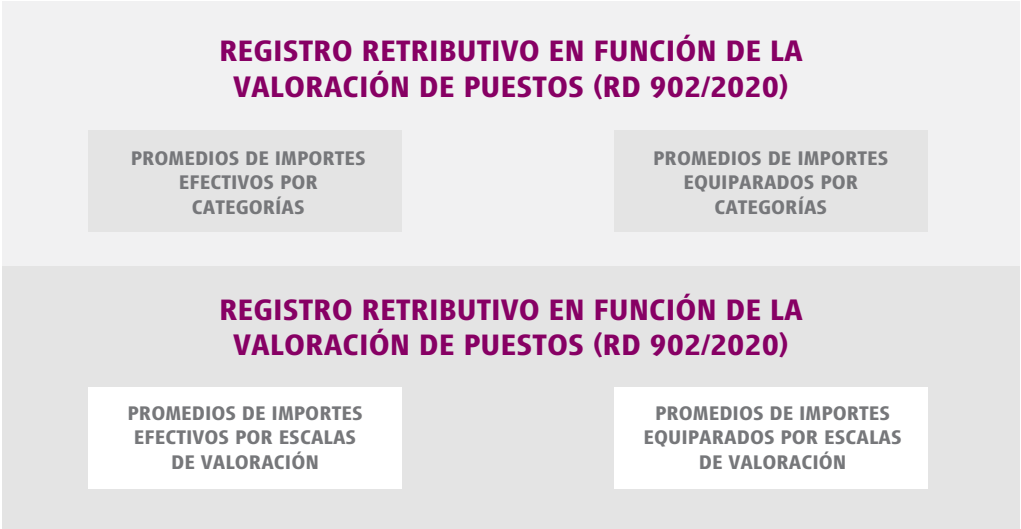 REGISTRO RETRIBUTIVO EN FUNCIÓN DE LA
VALORACIÓN DE PUESTOS (RD 902/2020)
PROMEDIOS DE IMPORTES
EFECTIVOS POR
CATEGORÍAS
PROMEDIOS DE IMPORTES
EQUIPARADOS POR
CATEGORÍAS
REGISTRO RETRIBUTIVO EN FUNCIÓN DE LA
VALORACIÓN DE PUESTOS (RD 902/2020)
PROMEDIOS DE IMPORTES
EFECTIVOS POR ESCALAS
DE VALORACIÓN
PROMEDIOS DE IMPORTES
EQUIPARADOS POR ESCALAS
DE VALORACIÓN